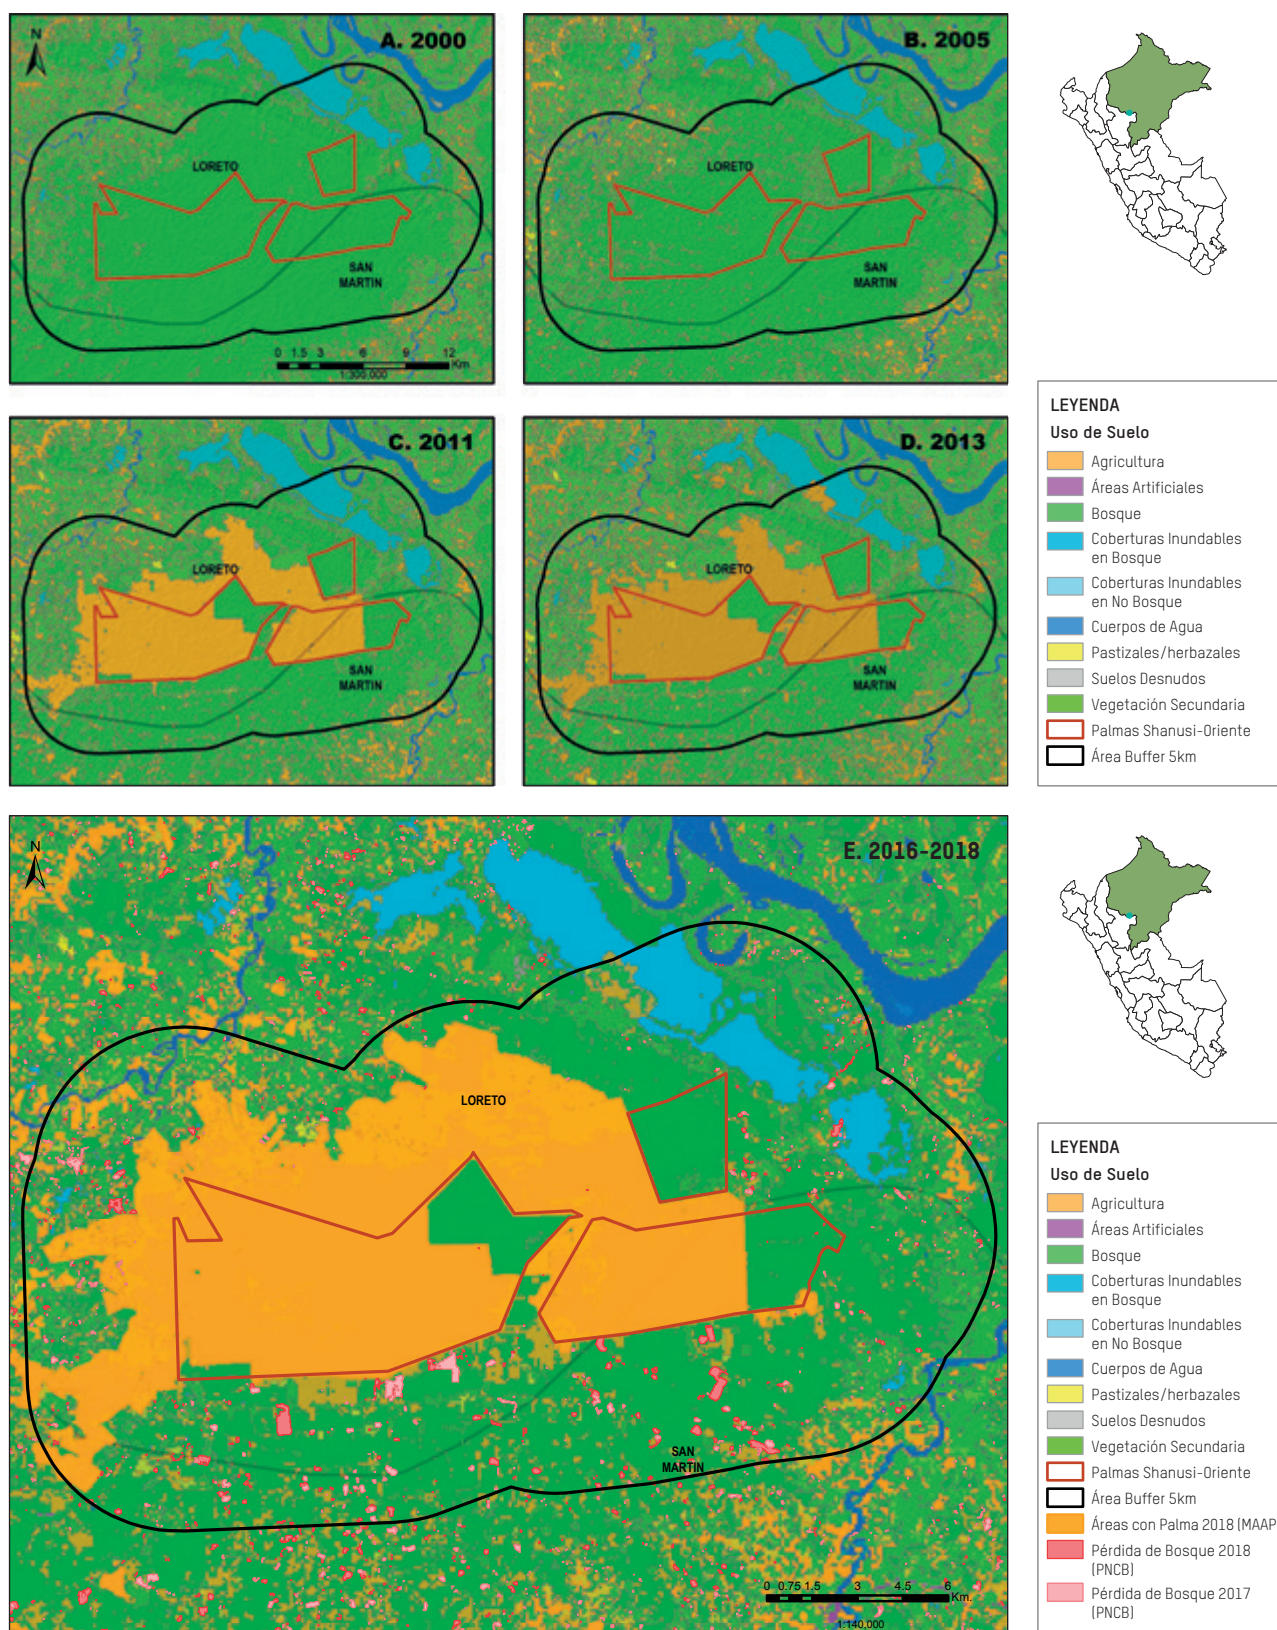 A. 2000
N
LORETO
SAN
MARTIN
0 1.5 3 6 9 12
Km
1:300,000
B. 2005
LORETO
SAN
MARTIN
C. 2011
LORETO
SAN
MARTIN
D. 2013
LORETO
SAN
MARTIN
LEYENDA
Uso de Suelo
Agricultura
Áreas Artificiales
Bosque
Coberturas Inundables
en Bosque
Coberturas Inundables
en No Bosque
Cuerpos de Agua
Pastizales/herbazales
Suelos Desnudos
Vegetación Secundaria
Palmas Shanusi-Oriente
Área Buffer 5km
E. 2016-2018
N
LORETO
SAN
MARTIN
0 0.75 1.5 3 4.5 6
Km.
1:140,000
LEYENDA
Uso de Suelo
Agricultura
Áreas Artificiales
Bosque
Coberturas Inundables
en Bosque
Coberturas Inundables
en No Bosque
Cuerpos de Agua
Pastizales/herbazales
Suelos Desnudos
Vegetación Secundaria
Palmas Shanusi-Oriente
Área Buffer 5km
Áreas con Palma 2018 (MAAP
Pérdida de Bosque 2018
(PNCB)
Pérdida de Bosque 2017
(PNCB)